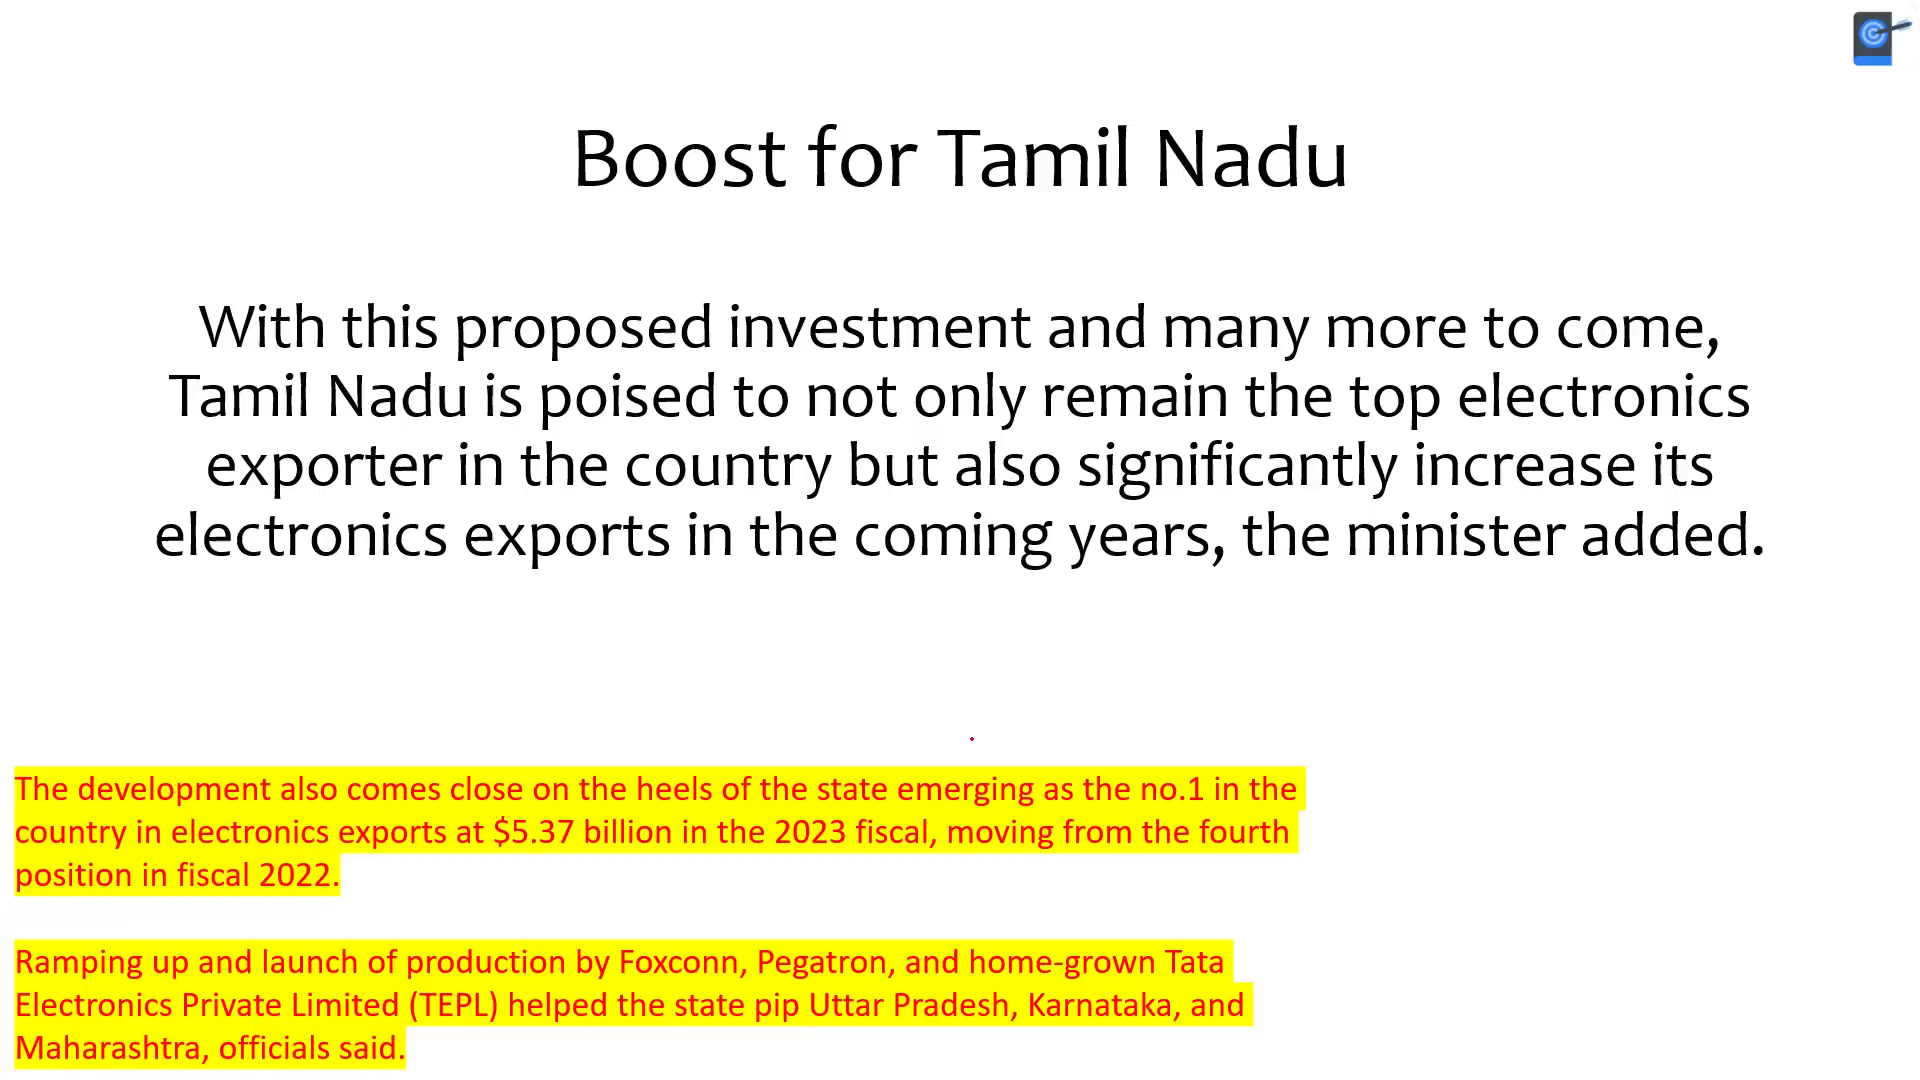 Boost for Tamil Nadu
With this proposed investment and many more to come,
Tamil Nadu is poised to not only remain the top electronics
exporter in the country but also significantly increase its
electronics exports in the coming years, the minister added.
The development also comes close on the heels of the state emerging as the no.1 in the
country in electronics exports at $5.37 billion in the 2023 fiscal, moving from the fourth
position in fiscal 2022.
Ramping up and launch of production by Foxconn, Pegatron, and home-grown Tata
Electronics Private Limited (TEPL) helped the state pip Uttar Pradesh, Karnataka, and
Maharashtra, officials said.